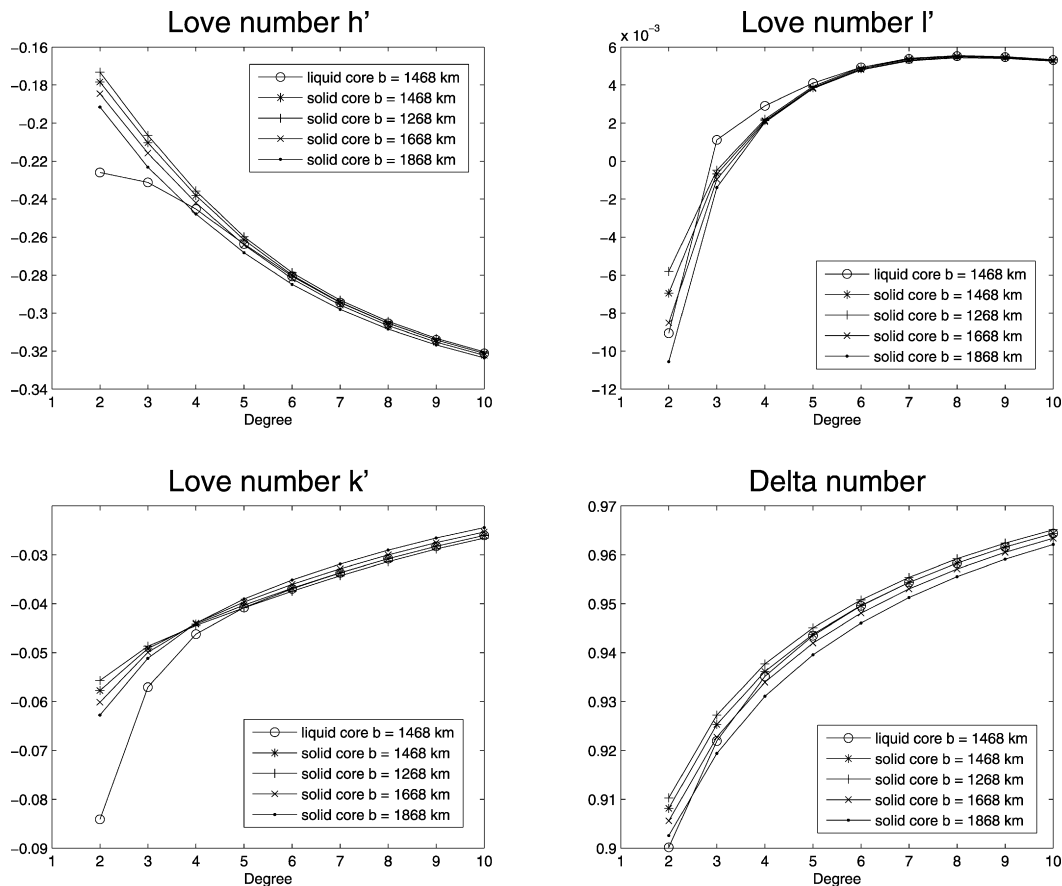 Love number h’
−0.16
−0.18
−0.2
−0.22
−0.24
−0.26
−0.28
−0.3
−0.32
−0.34
liquid core b = 1468 km
solid core b = 1468 km
solid core b = 1268 km
solid core b = 1668 km
solid core b = 1868 km
1 2 3 4 5 6 7 8 9 10
Degree
Love number l’
x 10−3
6
4
2
0
−2
−4
−6
−8
−10
−12
liquid core b = 1468 km
solid core b = 1468 km
solid core b = 1268 km
solid core b = 1668 km
solid core b = 1868 km
1 2 3 4 5 6 7 8 9 10
Degree
Love number k’
−0.03
−0.04
−0.05
−0.06
−0.07
−0.08
−0.09
liquid core b = 1468 km
solid core b = 1468 km
solid core b = 1268 km
solid core b = 1668 km
solid core b = 1868 km
1 2 3 4 5 6 7 8 9 10
Degree
Delta number
0.97
0.96
0.95
0.94
0.93
0.92
0.91
0.9
liquid core b = 1468 km
solid core b = 1468 km
solid core b = 1268 km
solid core b = 1668 km
solid core b = 1868 km
1 2 3 4 5 6 7 8 9 10
Degree